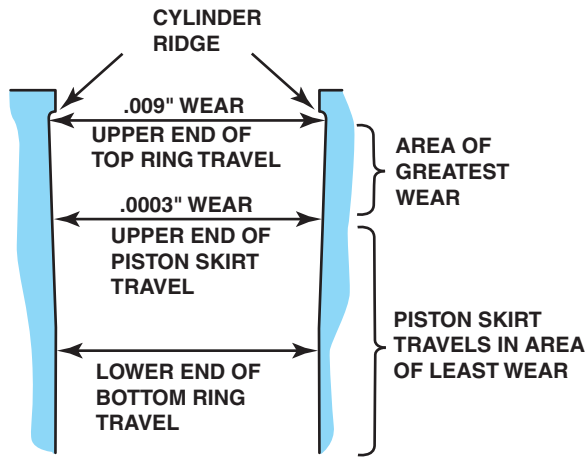 CYLINDER
RIDGE
.009" WEAR
UPPER END OF
TOP RING TRAVEL
AREA OF
GREATEST
WEAR
.0003" WEAR
UPPER END OF
PISTON SKIRT
TRAVEL
PISTON SKIRT
TRAVELS IN AREA
OF LEAST WEAR
LOWER END OF
BOTTOM RING
TRAVEL